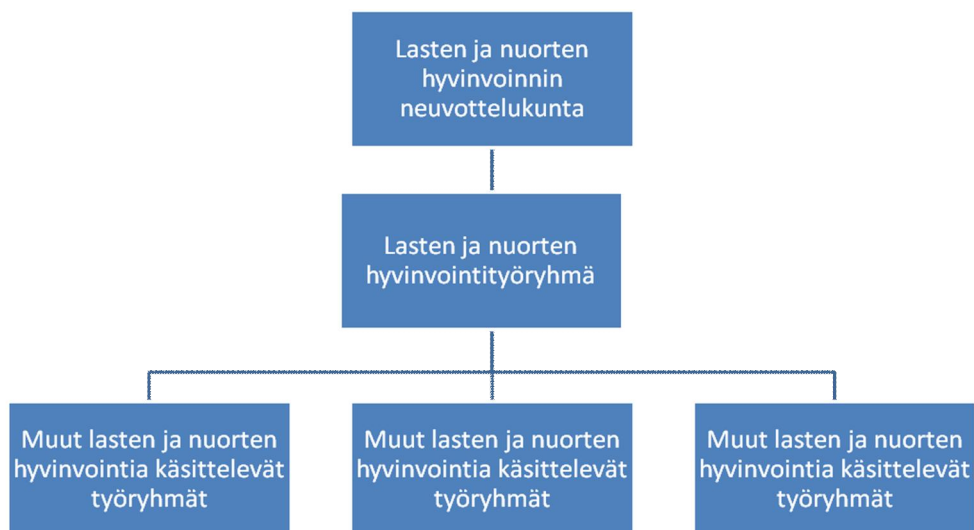 Lasten ja nuorten
hyvinvoinnin
neuvottelukunta
Lasten ja nuorten
hyvinvointityöryhmä
Muut lasten ja nuorten
hyvinvointia käsittelevät
työryhmät
Muut lasten ja nuorten
hyvinvointia käsittelevät
työryhmät
Muut lasten ja nuorten
hyvinvointia käsittelevät
työryhmät